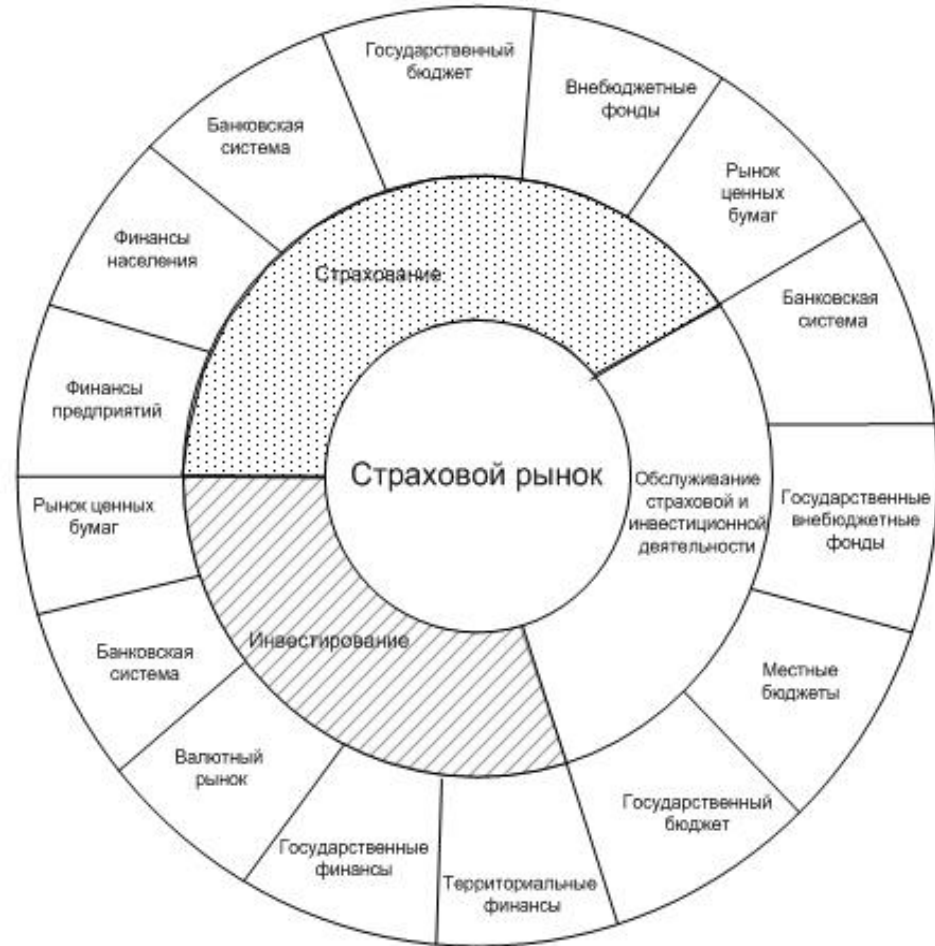 Государственный
бюджет
Внебюджетные
фонды
Рынок
ценных
бумаг
Банковская
система
Государственные
внебюджетные
фонды
Местные
бюджеты
Государственный
бюджет
Территориальные
финансы
Государственные
финансы
Валютный
рынок
Банковская
система
Рынок ценных
бумаг
Финансы
предприятий
Финансы
населения
Банковская
система
Страхование
Обслуживание
страховой и
инвестиционной
деятельности
Инвестирование
Страховой рынок